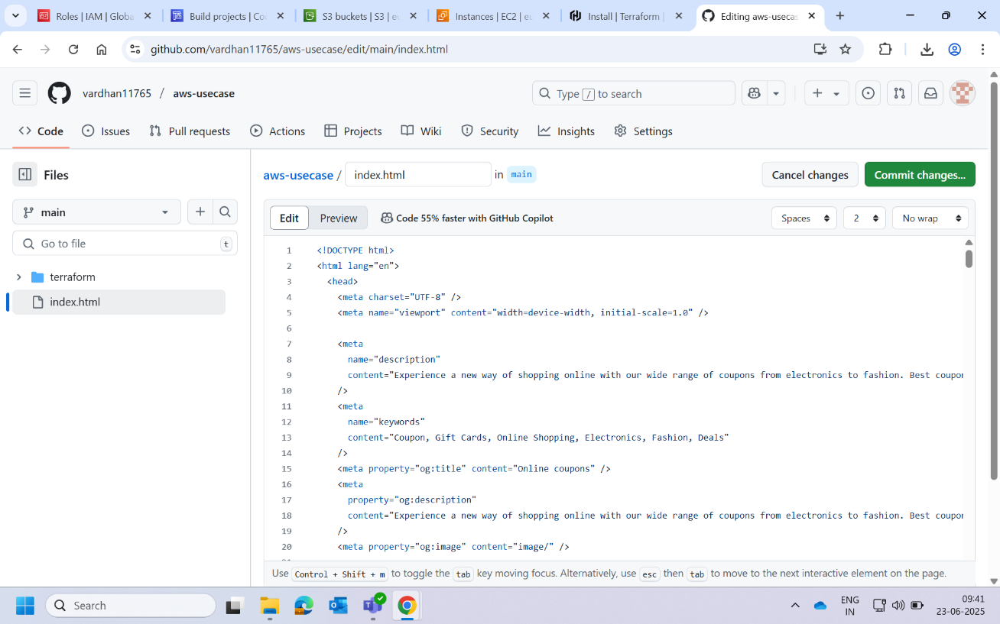 Roles | IAM | Globa
Build projects | Co
S3 buckets | S3 | eu
Instances | EC2 | eu
Install | Terraform |
Editing aws-usecas
github.com/vardhan11765/aws-usecase/edit/main/index.html
vardhan11765 / aws-usecase
Type / to search
Code
Issues
Pull requests
Actions
Projects
Wiki
Security
Insights
Settings
Files
main
Go to file
t
terraform
index.html
aws-usecase / index.html in main
Cancel changes
Commit changes...
Edit
Preview
Code 55% faster with GitHub Copilot
Spaces
2
No wrap
1 <!DOCTYPE html>
2 <html lang="en">
3 <head>
4 <meta charset="UTF-8" />
5 <meta name="viewport" content="width=device-width, initial-scale=1.0" />
6
7 <meta
8 name="description"
9 content="Experience a new way of shopping online with our wide range of coupons from electronics to fashion. Best coupon
10 />
11 <meta
12 name="keywords"
13 content="Coupon, Gift Cards, Online Shopping, Electronics, Fashion, Deals"
14 />
15 <meta property="og:title" content="Online coupons" />
16 <meta
17 property="og:description"
18 content="Experience a new way of shopping online with our wide range of coupons from electronics to fashion. Best coupon
19 />
20 <meta property="og:image" content="image/" />
Use Control + Shift + m to toggle the tab key moving focus. Alternatively, use esc then tab to move to the next interactive element on the page.
Search
ENG
IN
09:41
23-06-2025